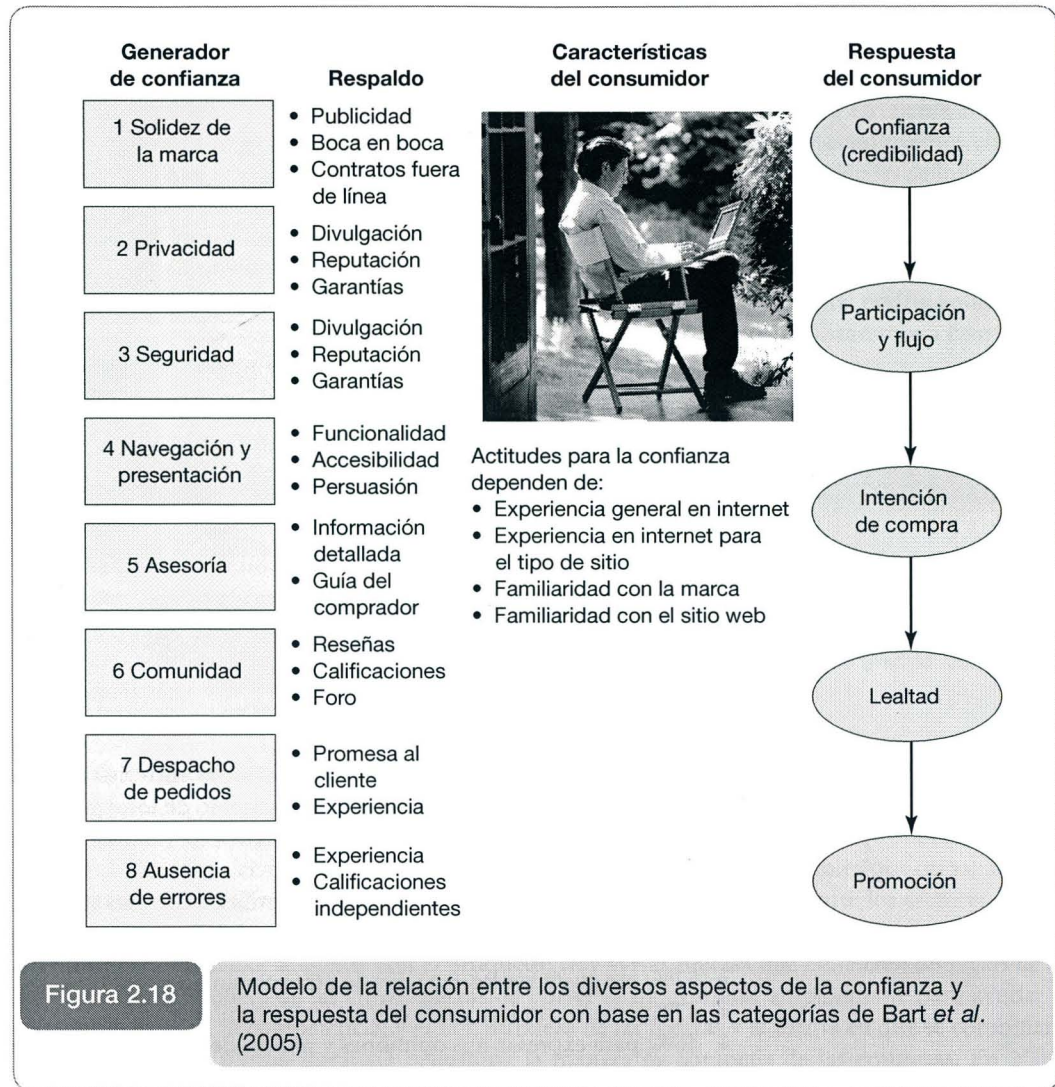 Generador
de confianza
Respaldo
Características
del consumidor
Respuesta
del consumidor
1 Solidez de
la marca
• Publicidad
• Boca en boca
• Contratos fuera
de línea
2 Privacidad
• Divulgación
• Reputación
• Garantías
3 Seguridad
• Divulgación
• Reputación
• Garantías
4 Navegación y
presentación
• Funcionalidad
• Accesibilidad
• Persuasión
5 Asesoría
• Información
detallada
• Guía del
comprador
6 Comunidad
• Reseñas
• Calificaciones
• Foro
7 Despacho
de pedidos
• Promesa al
cliente
• Experiencia
8 Ausencia
de errores
• Experiencia
• Calificaciones
independientes
Actitudes para la confianza
dependen de:
• Experiencia general en internet
• Experiencia en internet para
el tipo de sitio
• Familiaridad con la marca
• Familiaridad con el sitio web
Confianza
(credibilidad)
Participación
y flujo
Intención
de compra
Lealtad
Promoción
Figura 2.18
Modelo de la relación entre los diversos aspectos de la confianza y
la respuesta del consumidor con base en las categorías de Bart et al.
(2005)